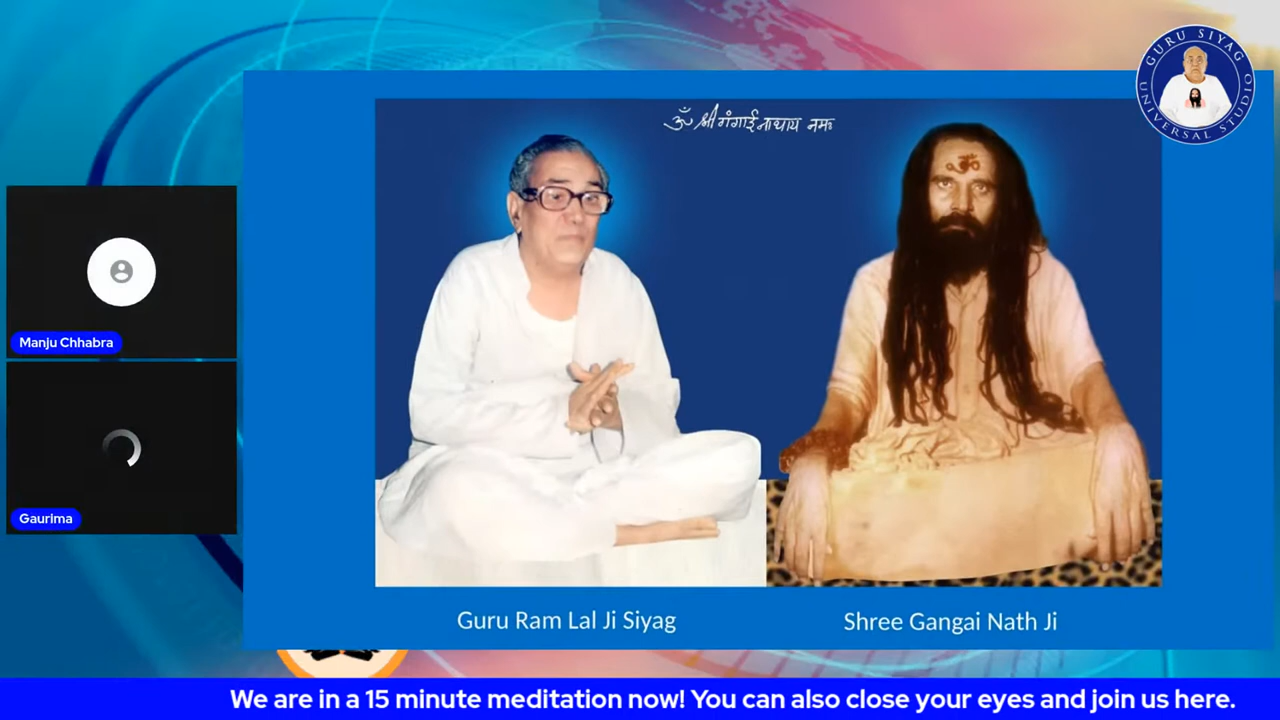 GURU SIYAG
UNIVERSAL STUDIO
ॐ श्री गंगाईनाथाय नमः
Manju Chhabra
Gaurima
Guru Ram Lal Ji Siyag
Shree Gangai Nath Ji
We are in a 15 minute meditation now! You can also close your eyes and join us here.